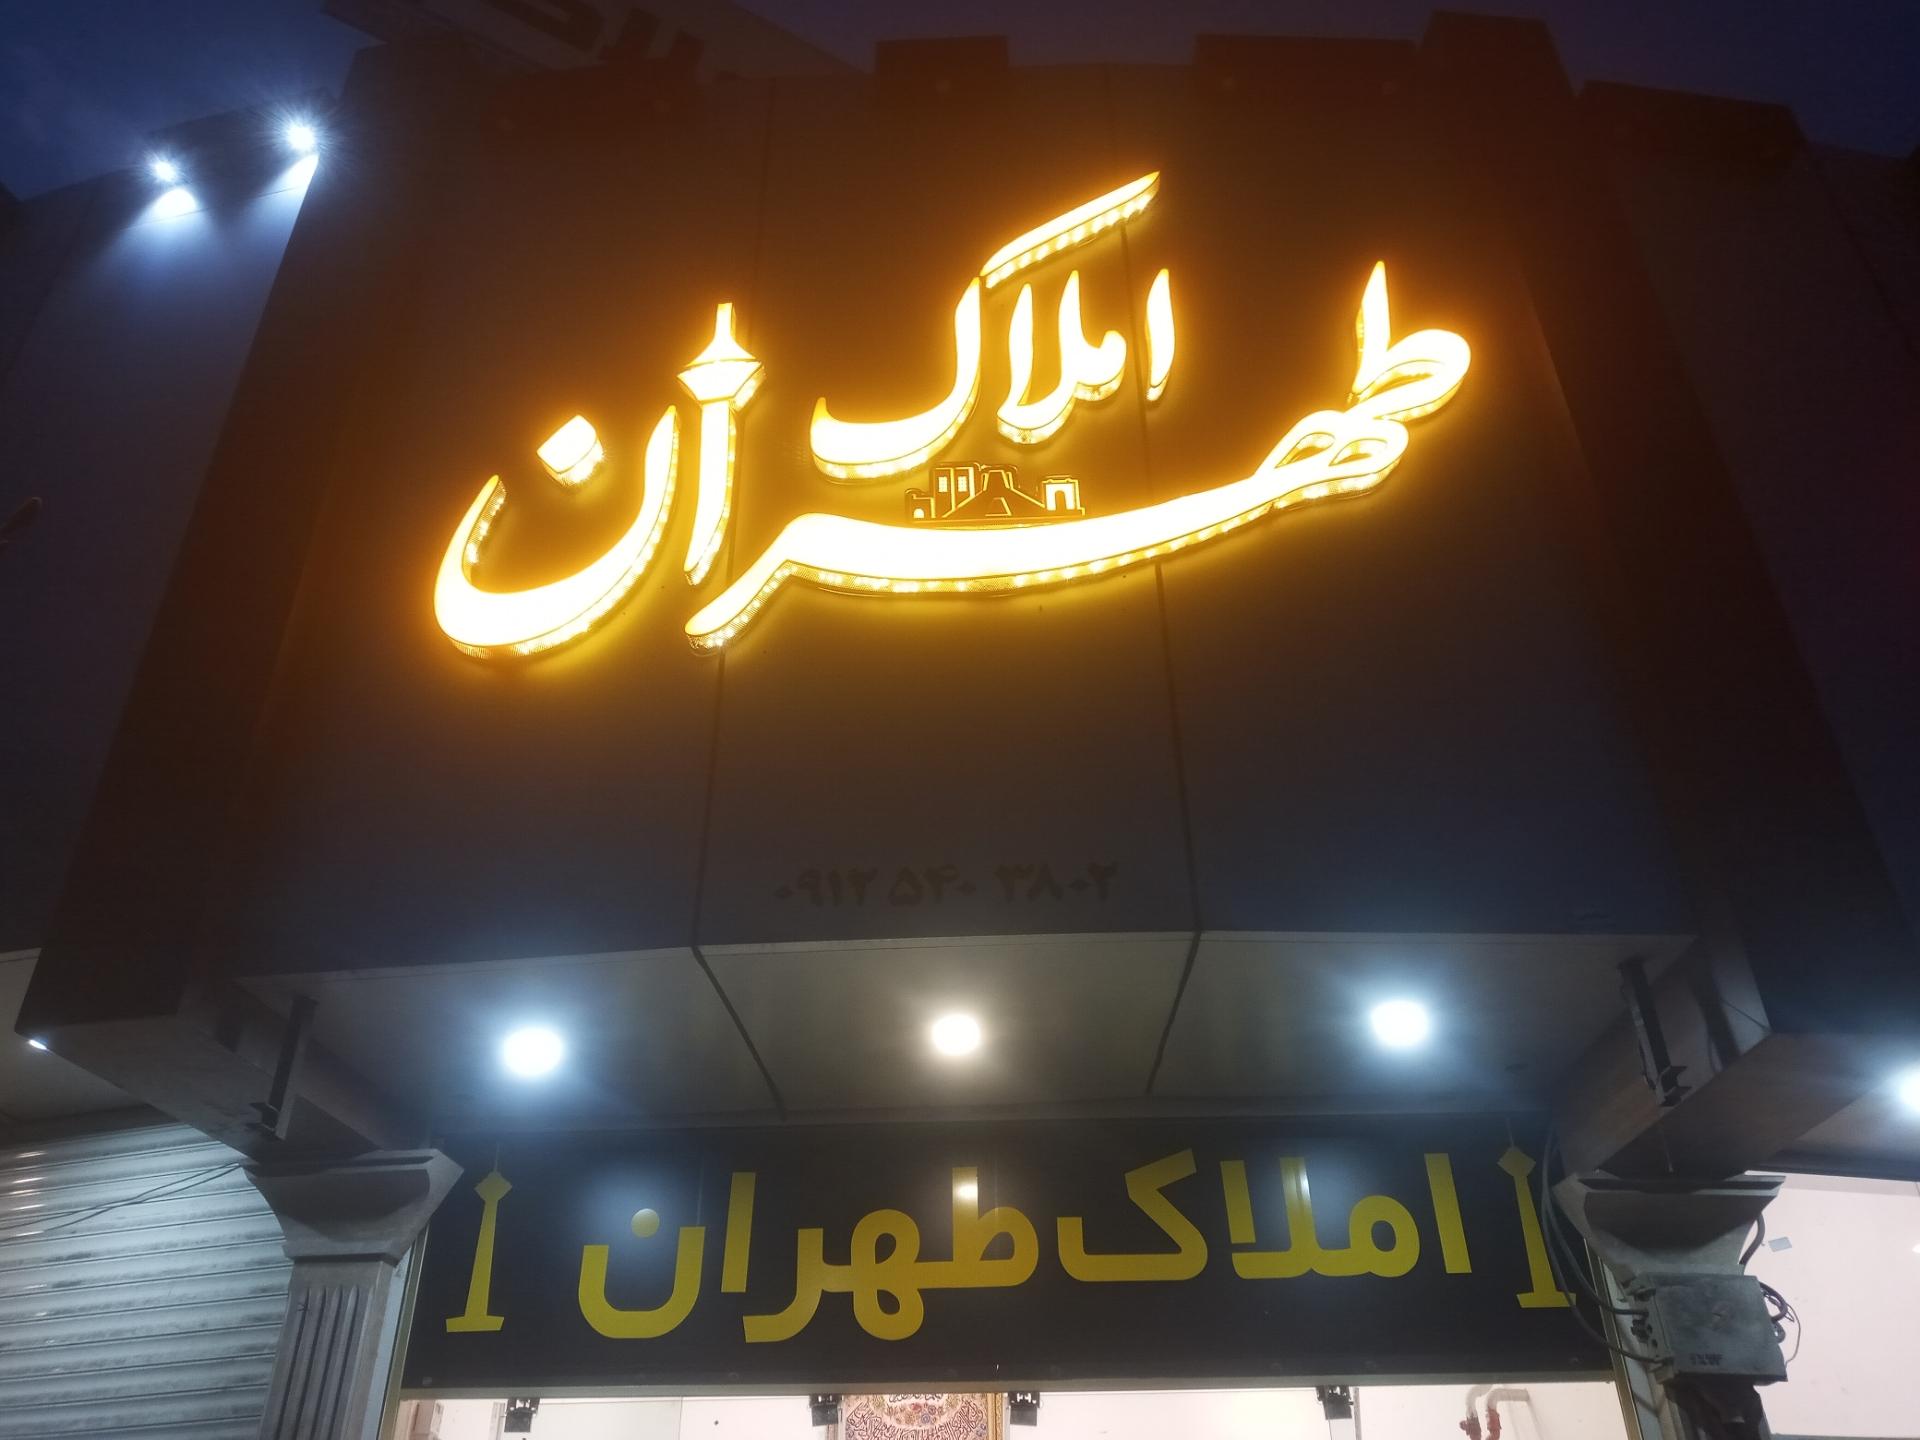 املاک
طهران
۰۹۱۲ ۵۴۰ ۳۸۰۲
املاک طهران